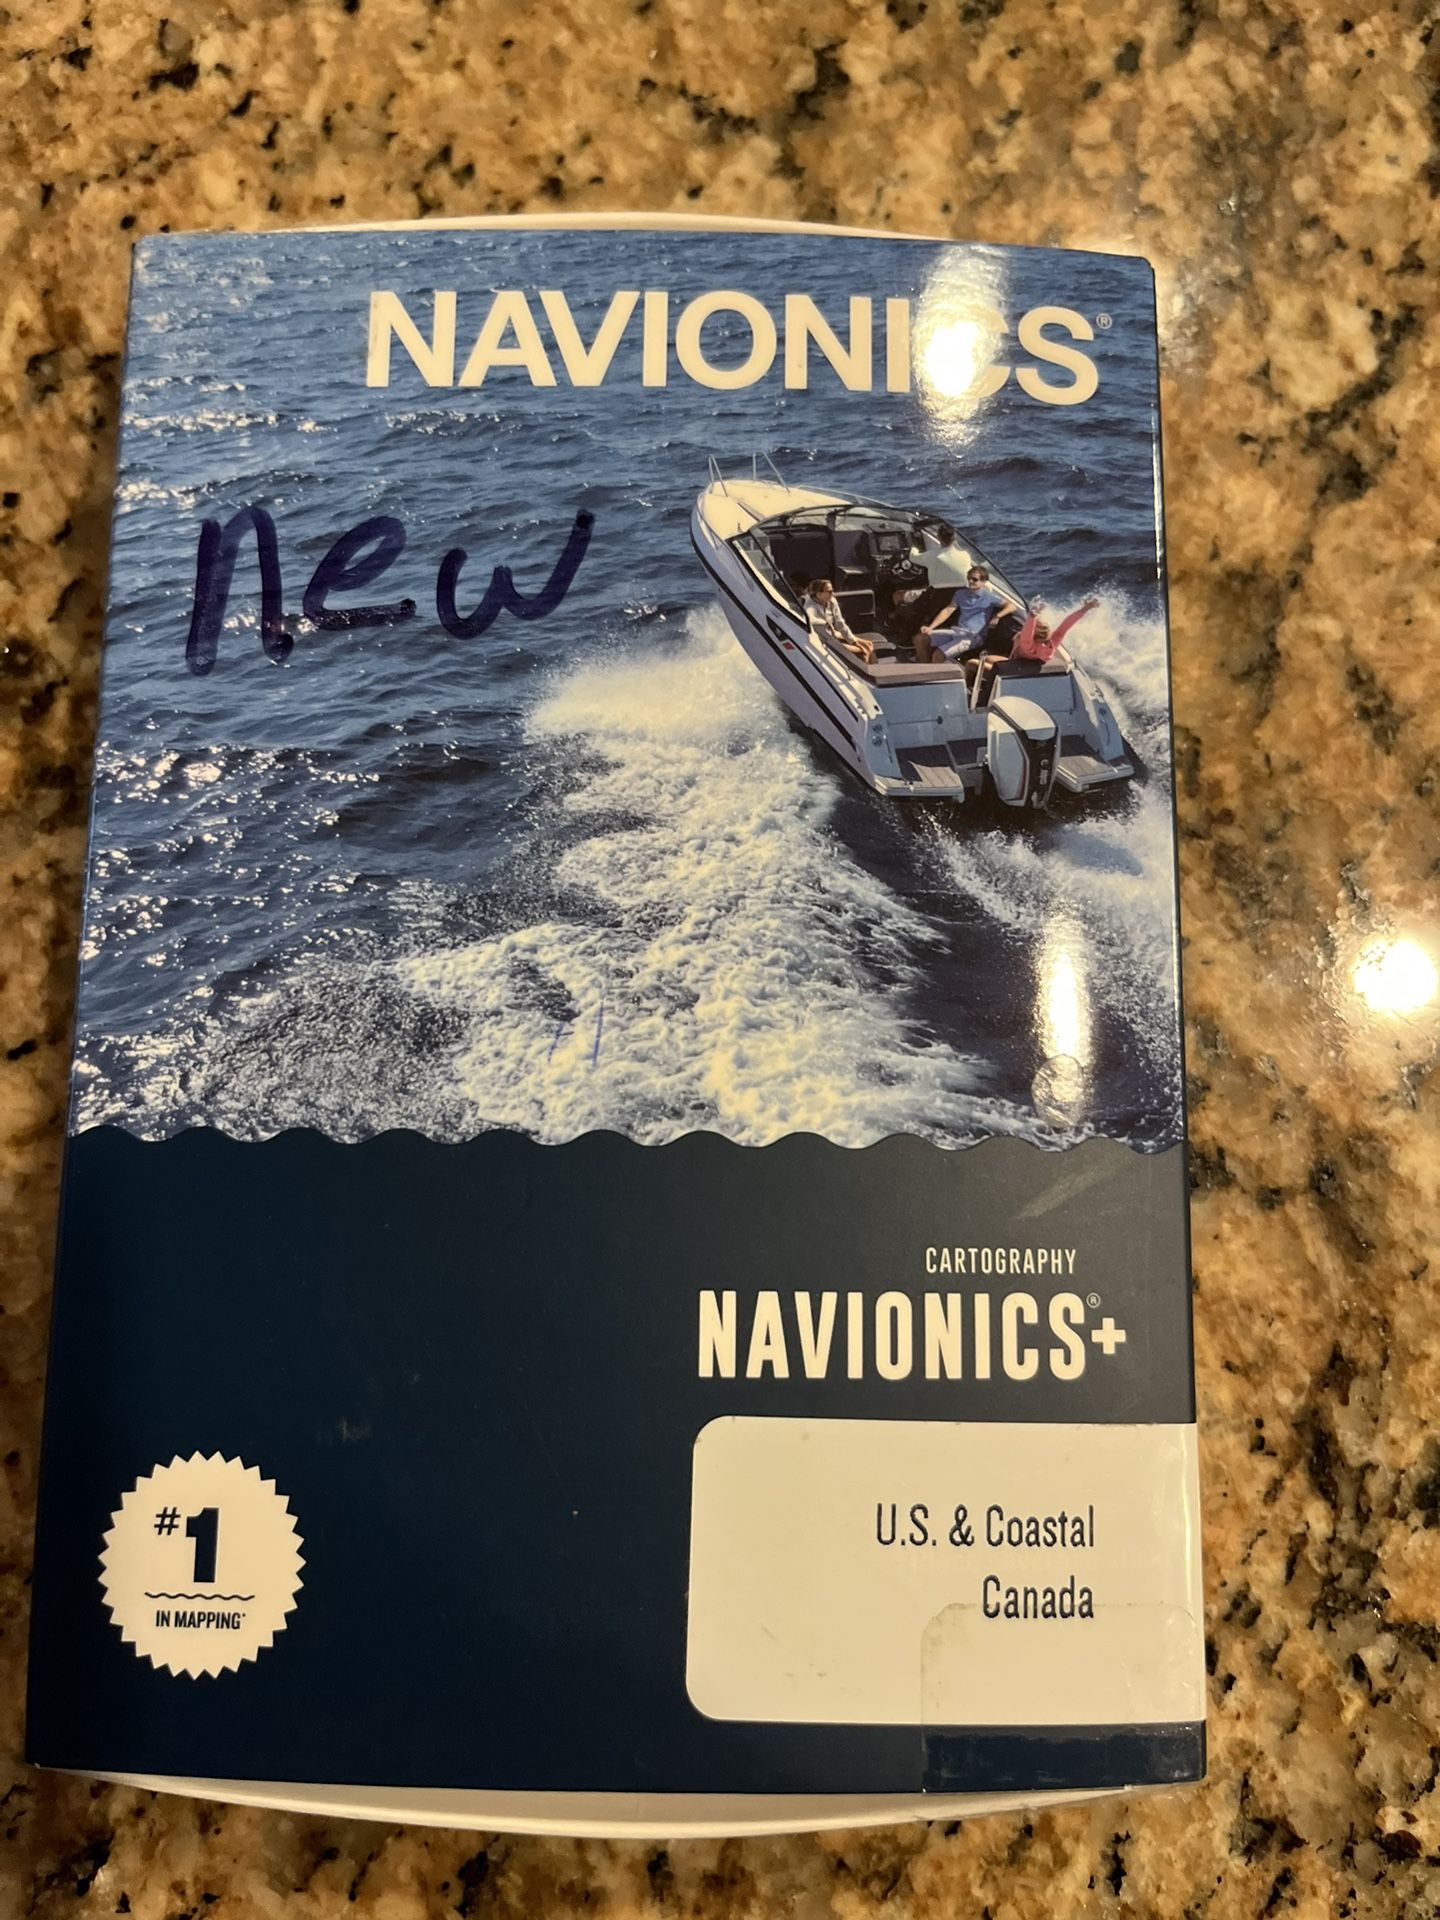 NAVIONICS®
new
CARTOGRAPHY
NAVIONICS®+
U.S. & Coastal
Canada
#1
IN MAPPING*